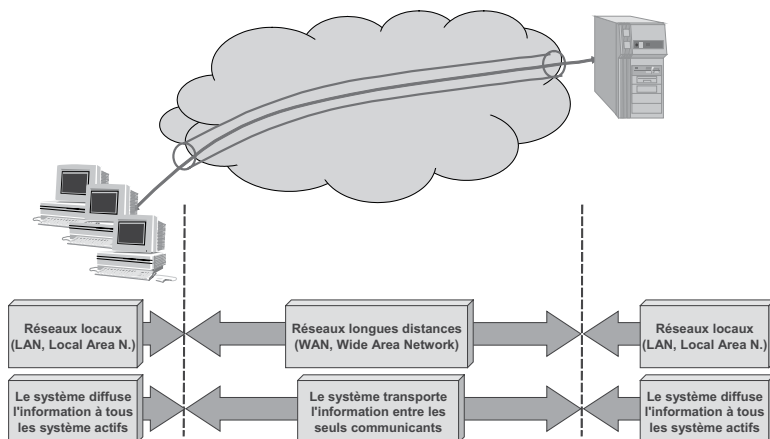 Réseaux locaux
(LAN, Local Area N.)
Réseaux longues distances
(WAN, Wide Area Network)
Réseaux locaux
(LAN, Local Area N.)
Le système diffuse
l'information à tous
les système actifs
Le système transporte
l'information entre les
seuls communicants
Le système diffuse
l'information à tous
les système actifs